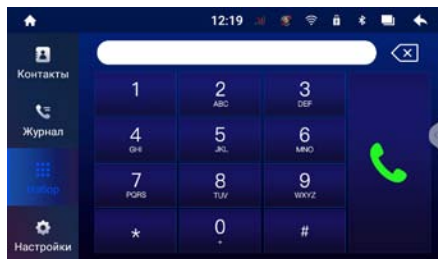 12:19
Контакты
Журнал
Набор
Настройки
1
2
ABC
3
DEF
4
GHI
5
JKL
6
MNO
7
PQRS
8
TUV
9
WXYZ
*
0
+
#